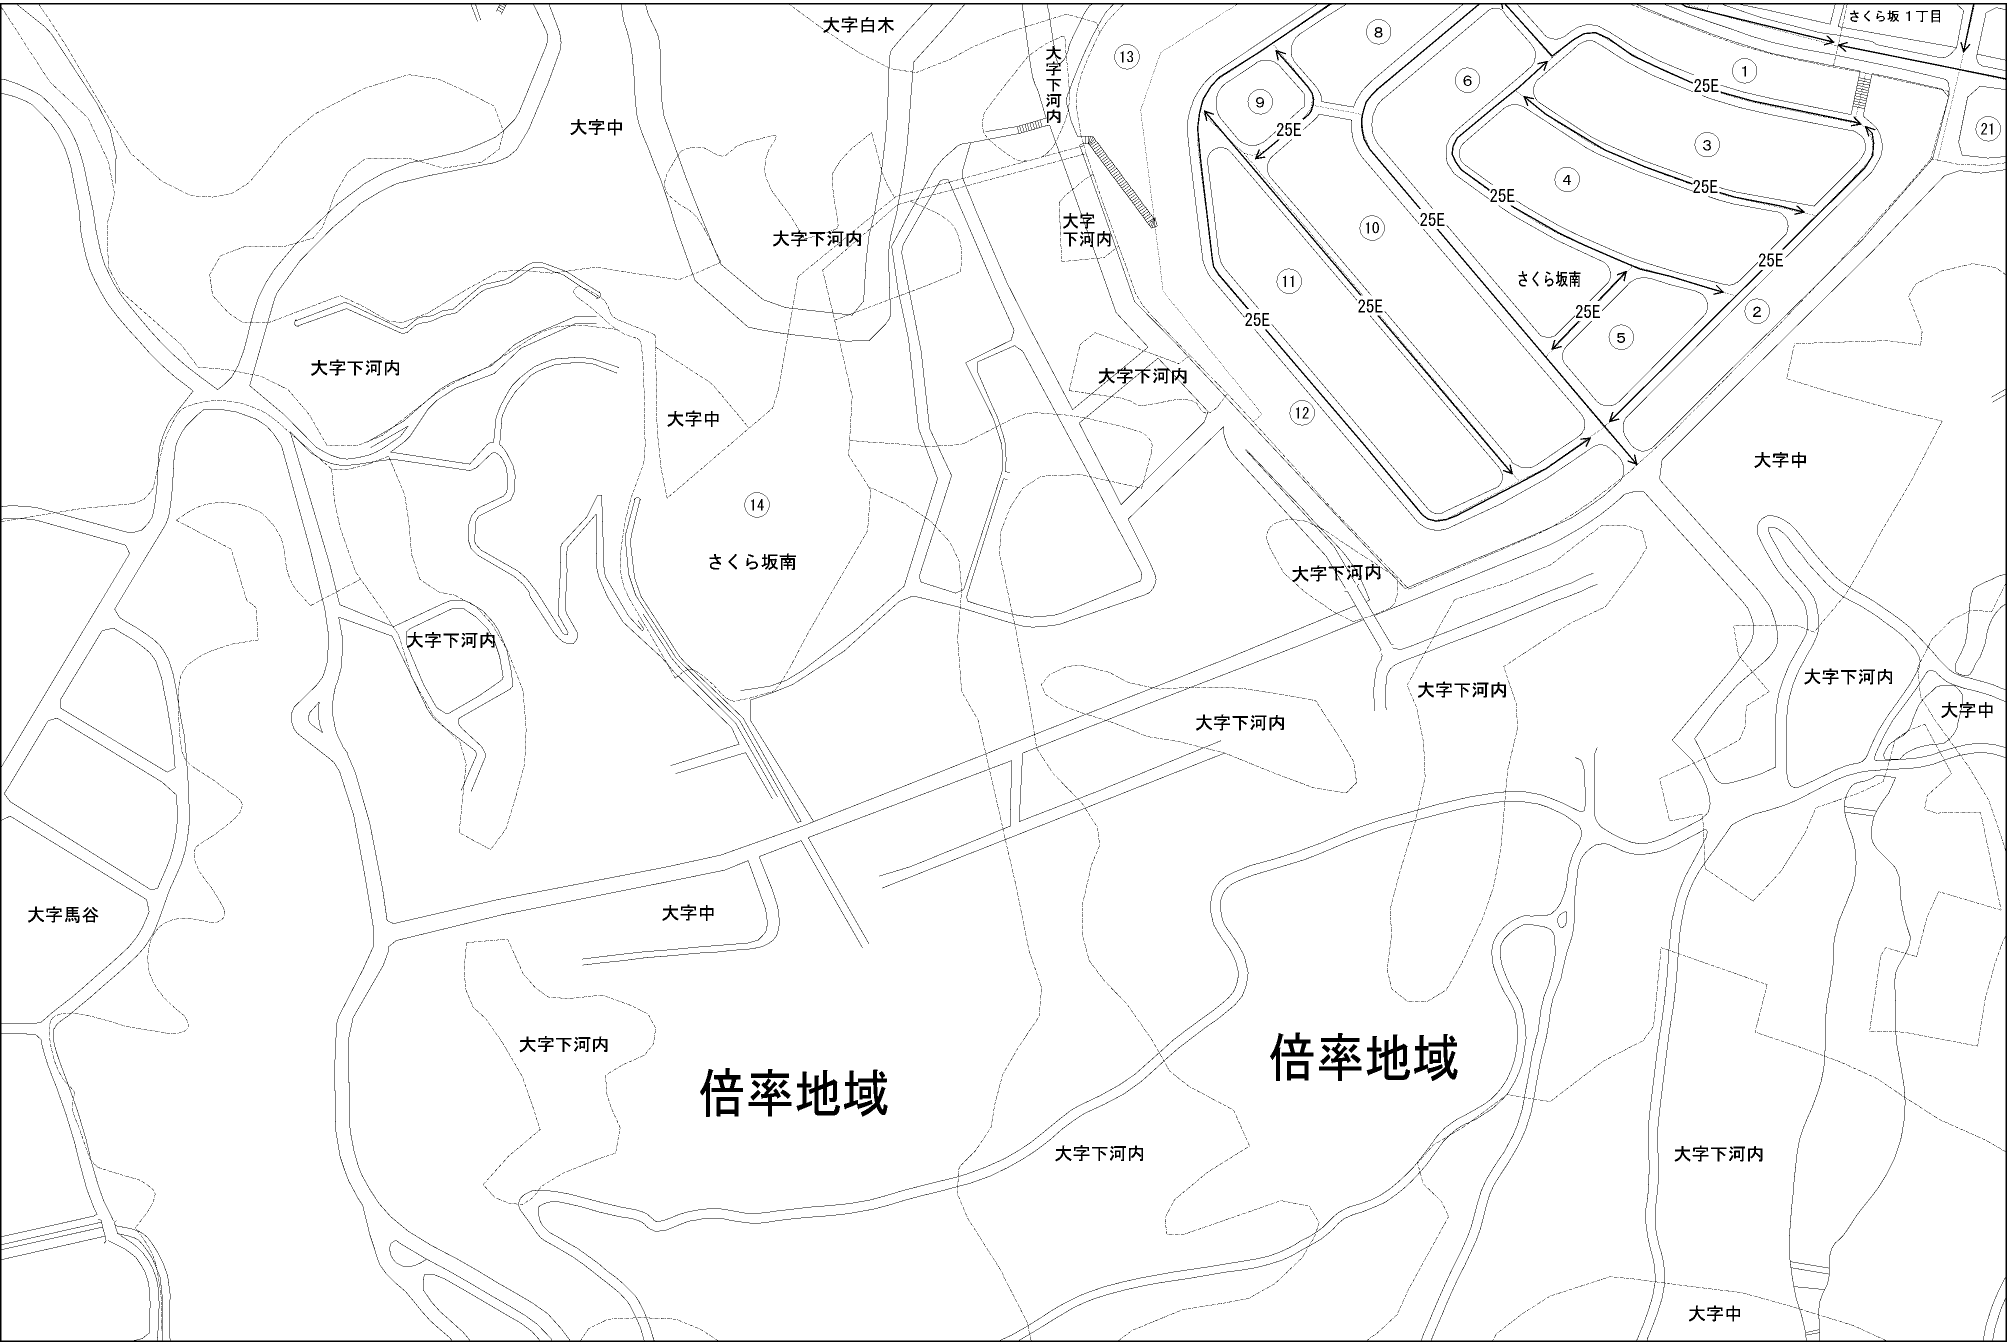 大字白木
⑧
さくら坂 1丁目
⑬
大字下河内
①
⑥
25E
⑨
大字中
25E
㉑
③
④
25E
25E
大字
下河内
25E
大字下河内
⑩
25E
さくら坂南
⑪
25E
25E
25E
②
⑤
大字下河内
大字下河内
⑫
大字中
大字中
⑭
さくら坂南
大字下河内
大字下河内
大字下河内
大字下河内
大字下河内
大字中
大字馬谷
大字中
大字下河内
倍率地域
倍率地域
大字下河内
大字下河内
大字中